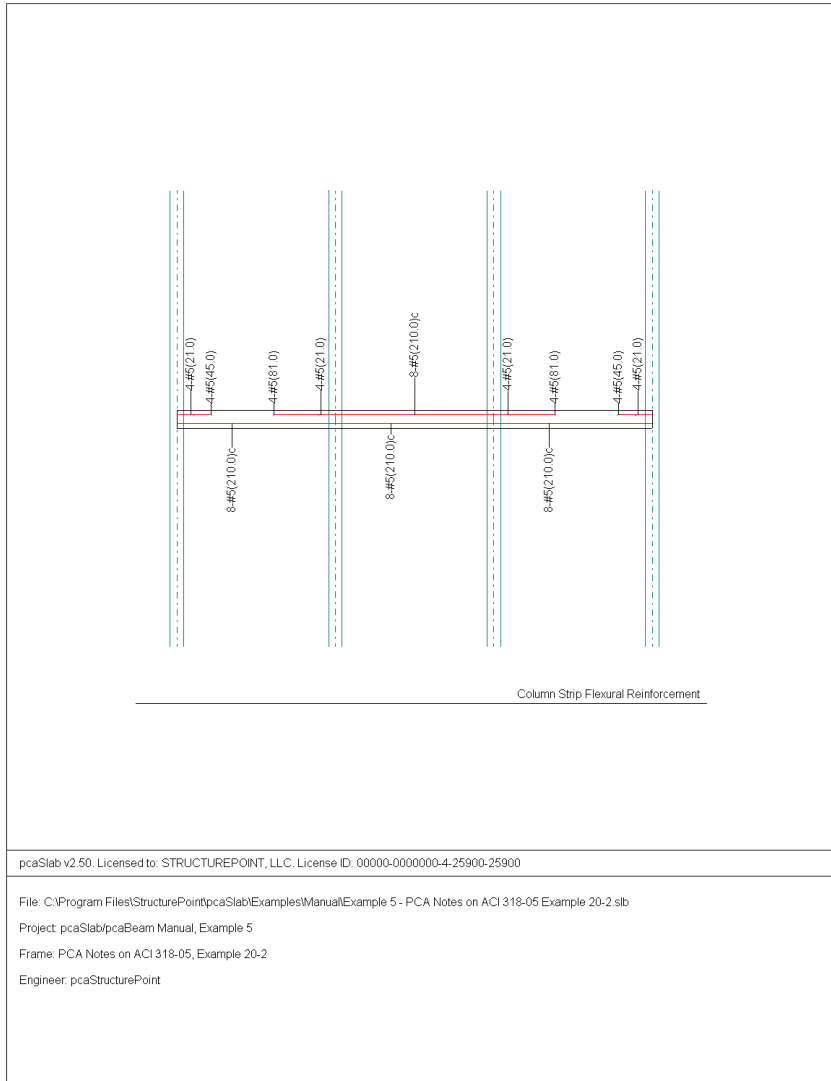 4-#5(21.0)
4-#5(45.0)
4-#5(81.0)
4-#5(21.0)
8-#5(210.0)c
4-#5(21.0)
4-#5(81.0)
4-#5(45.0)
4-#5(21.0)
8-#5(210.0)c
8-#5(210.0)c
8-#5(210.0)c
Column Strip Flexural Reinforcement
pcaSlab v2.50. Licensed to: STRUCTUREPOINT, LLC. License ID: 00000-0000000-4-25900-25900
File: C:\Program Files\StructurePoint\pcaSlab\Examples\Manual\Example 5 - PCA Notes on ACI 318-05 Example 20-2.slb
Project: pcaSlab/pcaBeam Manual, Example 5
Frame: PCA Notes on ACI 318-05, Example 20-2
Engineer: pcaStructurePoint